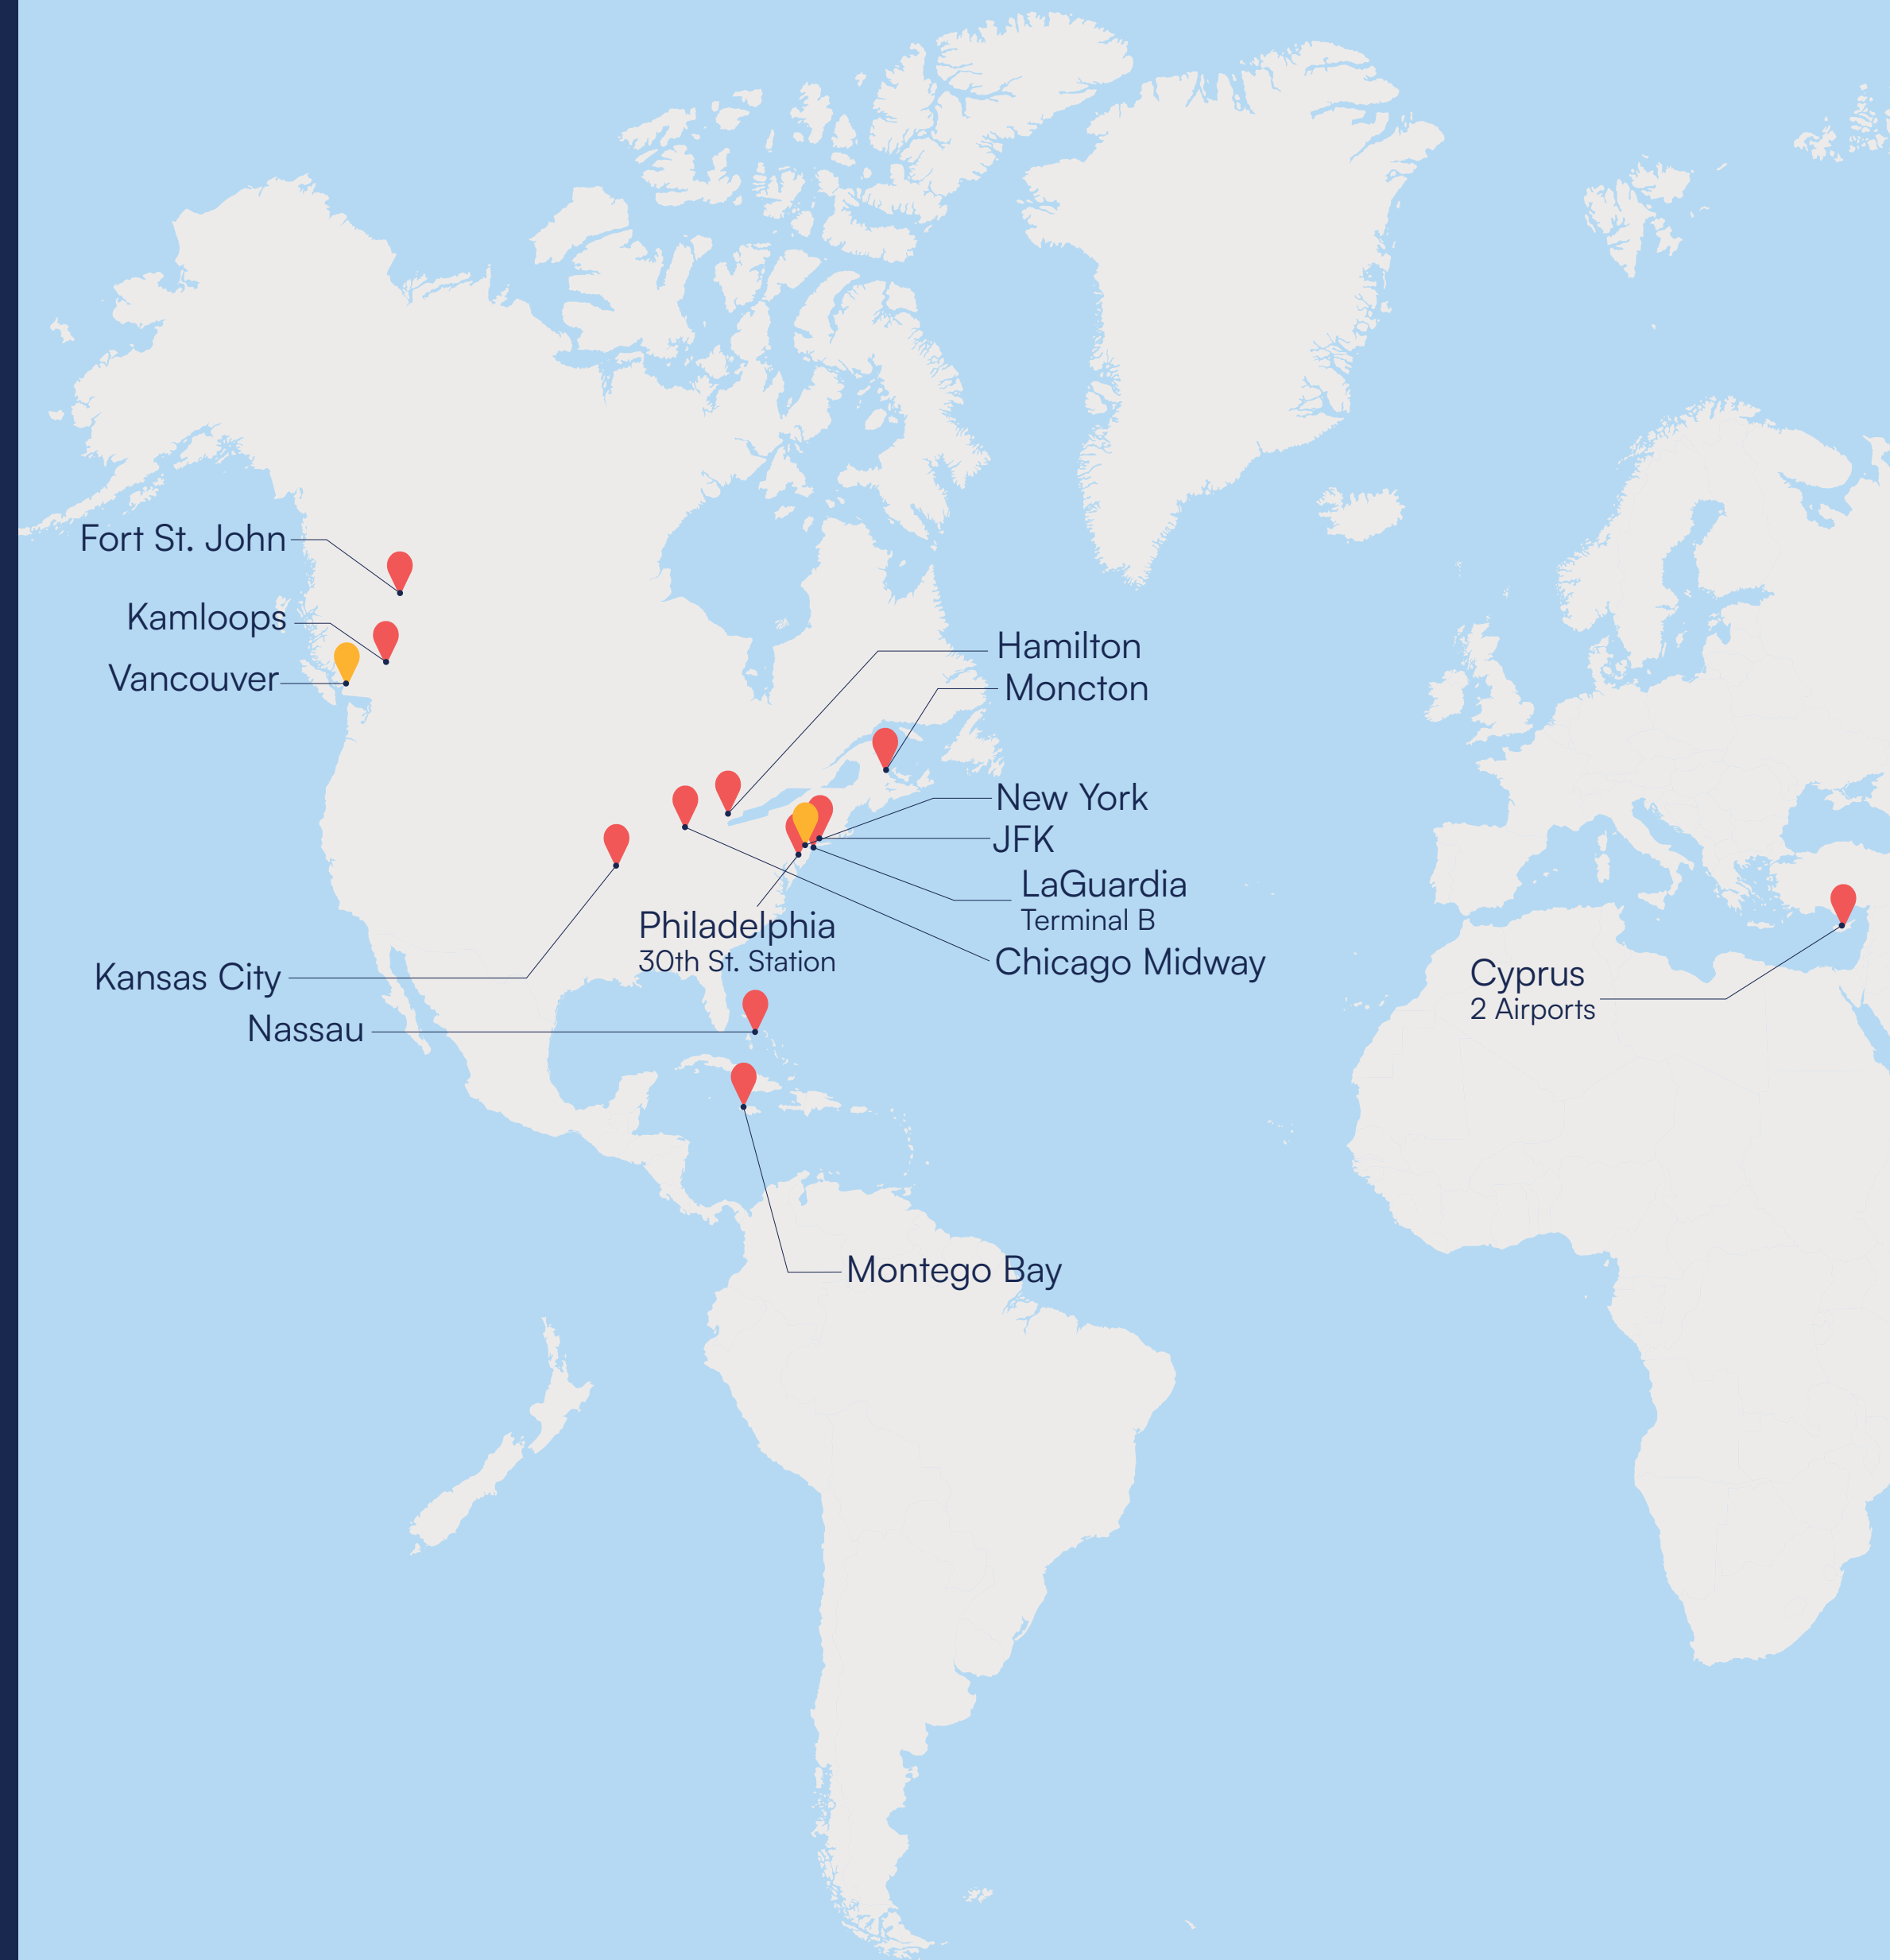 Fort St. John
Kamloops
Vancouver
Hamilton
Moncton
New York
JFK
LaGuardia
Terminal B
Philadelphia
30th St. Station
Chicago Midway
Kansas City
Nassau
Cyprus
2 Airports
Montego Bay